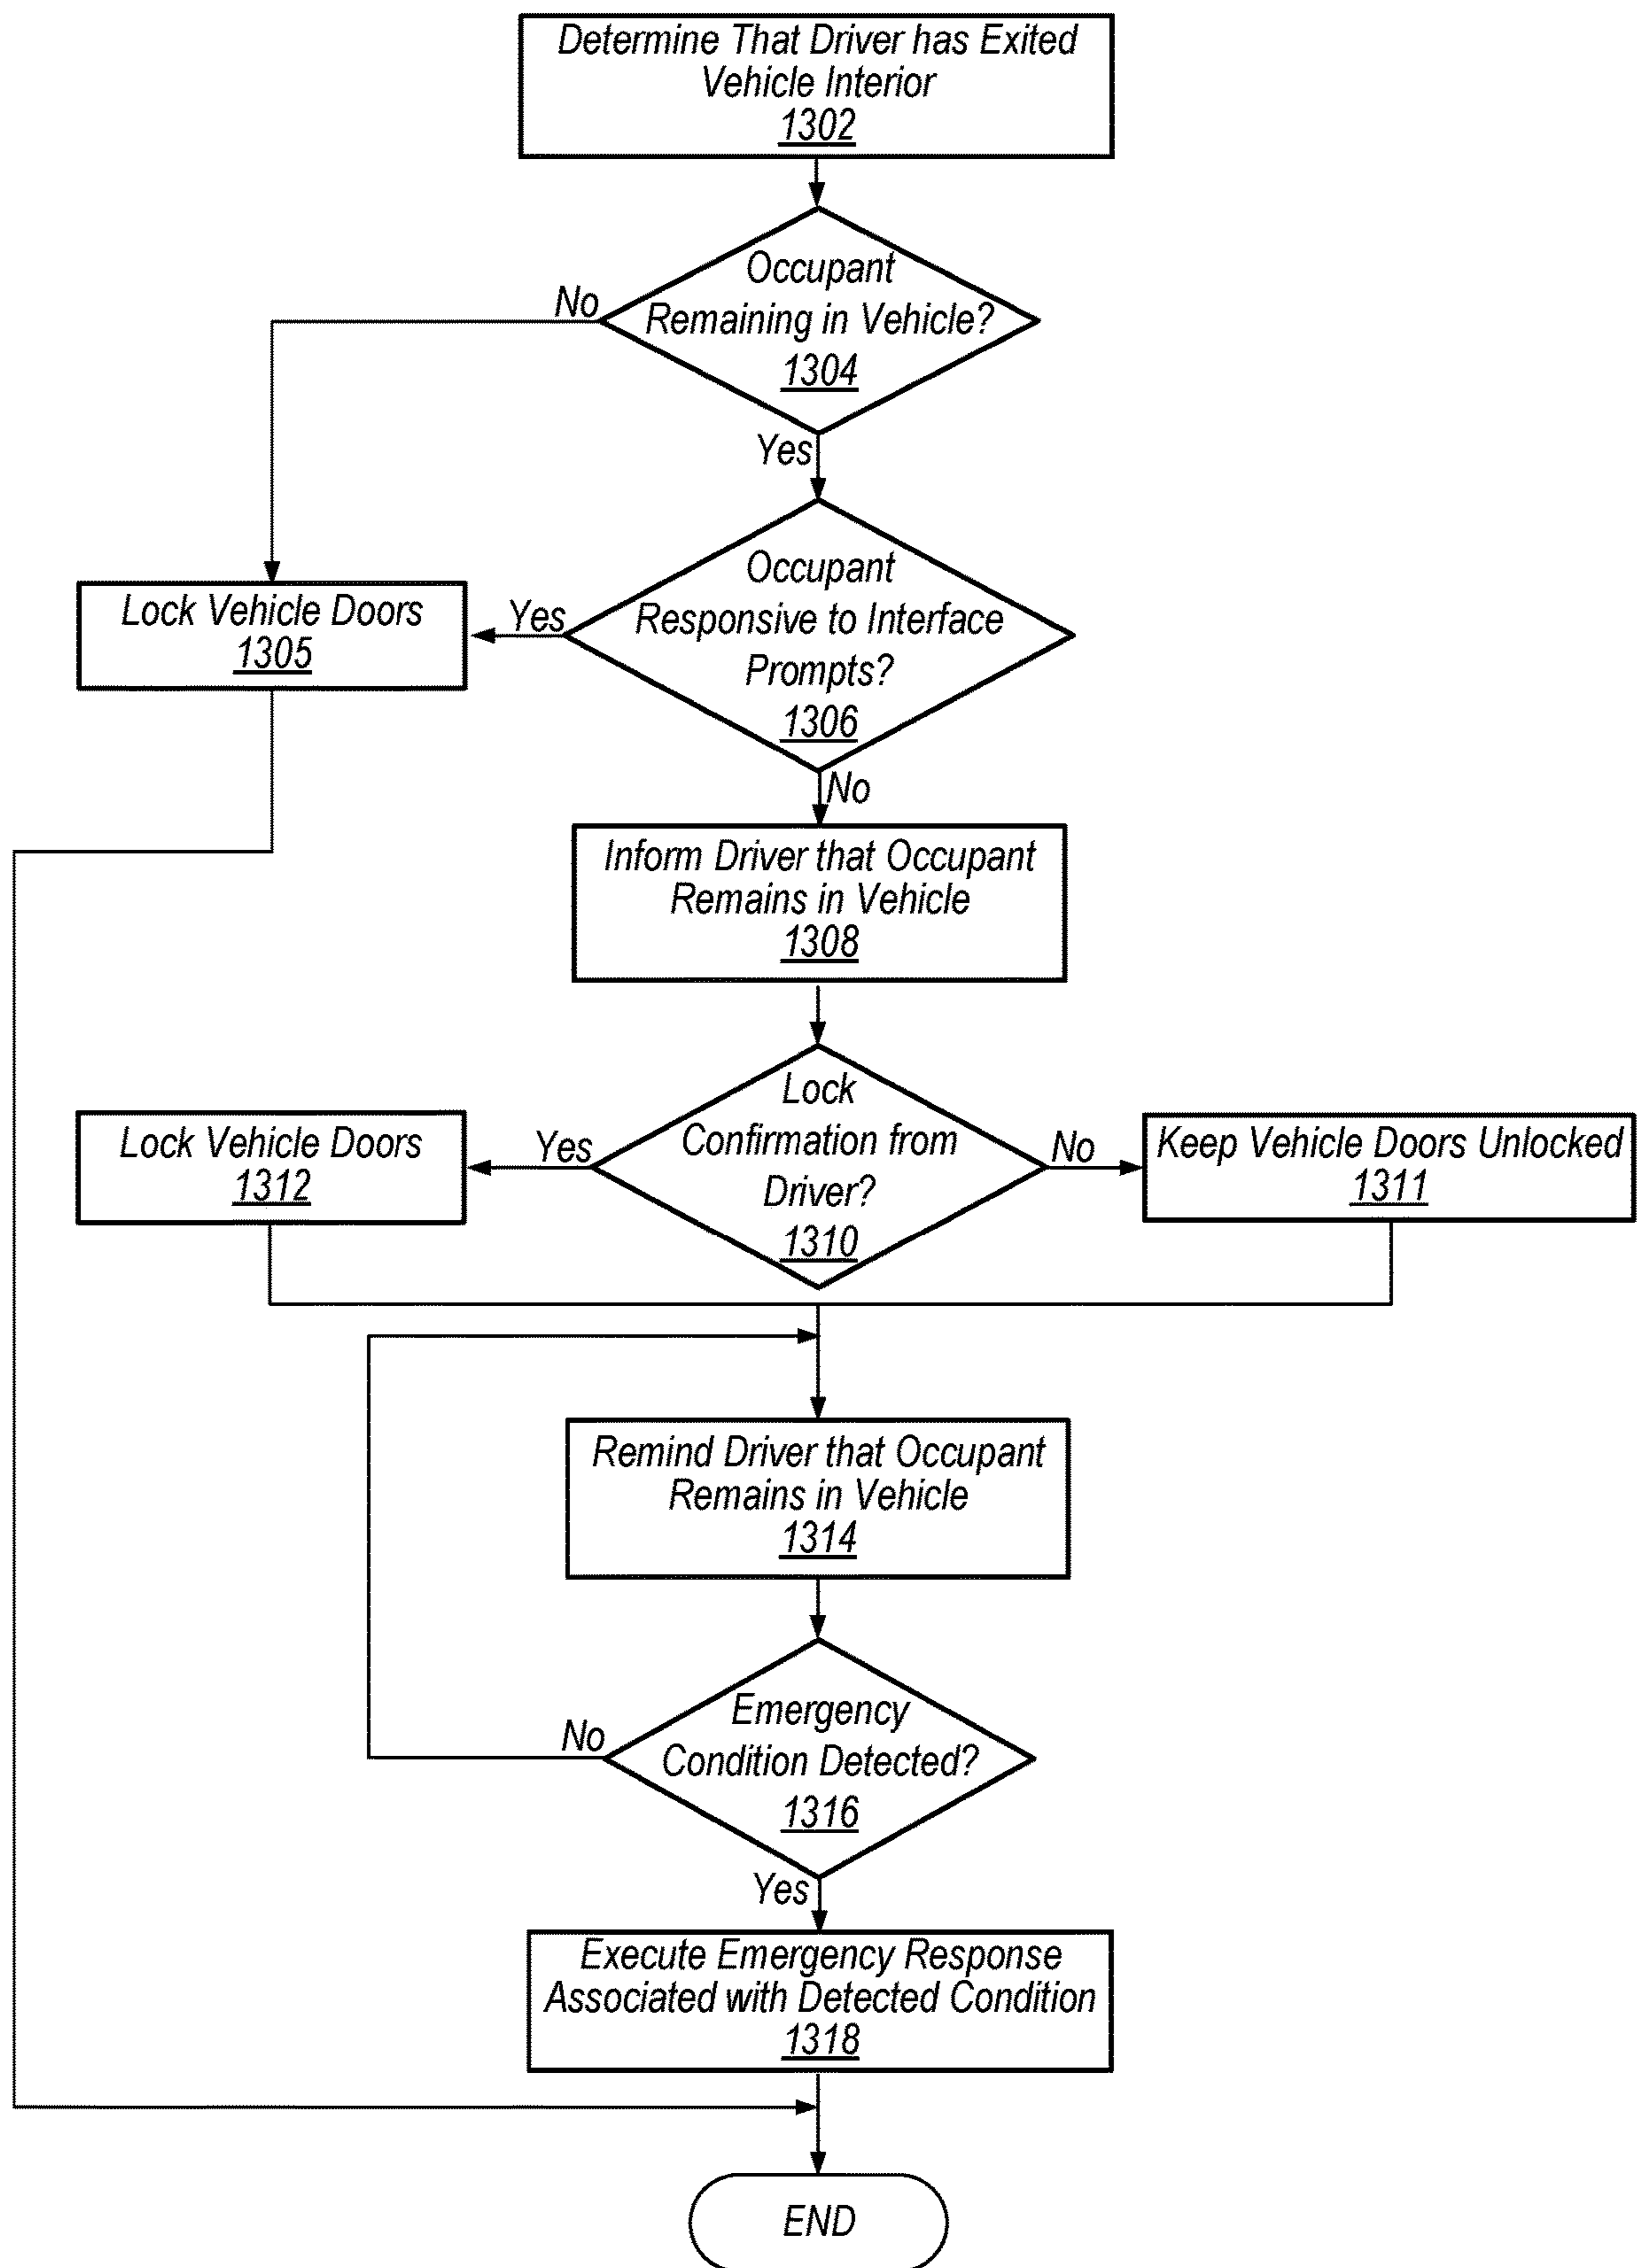 Determine That Driver has Exited
Vehicle Interior
1302
Occupant
Remaining in Vehicle?
1304
No
Yes
Occupant
Responsive to Interface
Prompts?
1306
Yes
Lock Vehicle Doors
1305
No
Inform Driver that Occupant
Remains in Vehicle
1308
Lock
Confirmation from
Driver?
1310
Yes
Lock Vehicle Doors
1312
No
Keep Vehicle Doors Unlocked
1311
Remind Driver that Occupant
Remains in Vehicle
1314
Emergency
Condition Detected?
1316
No
Yes
Execute Emergency Response
Associated with Detected Condition
1318
END